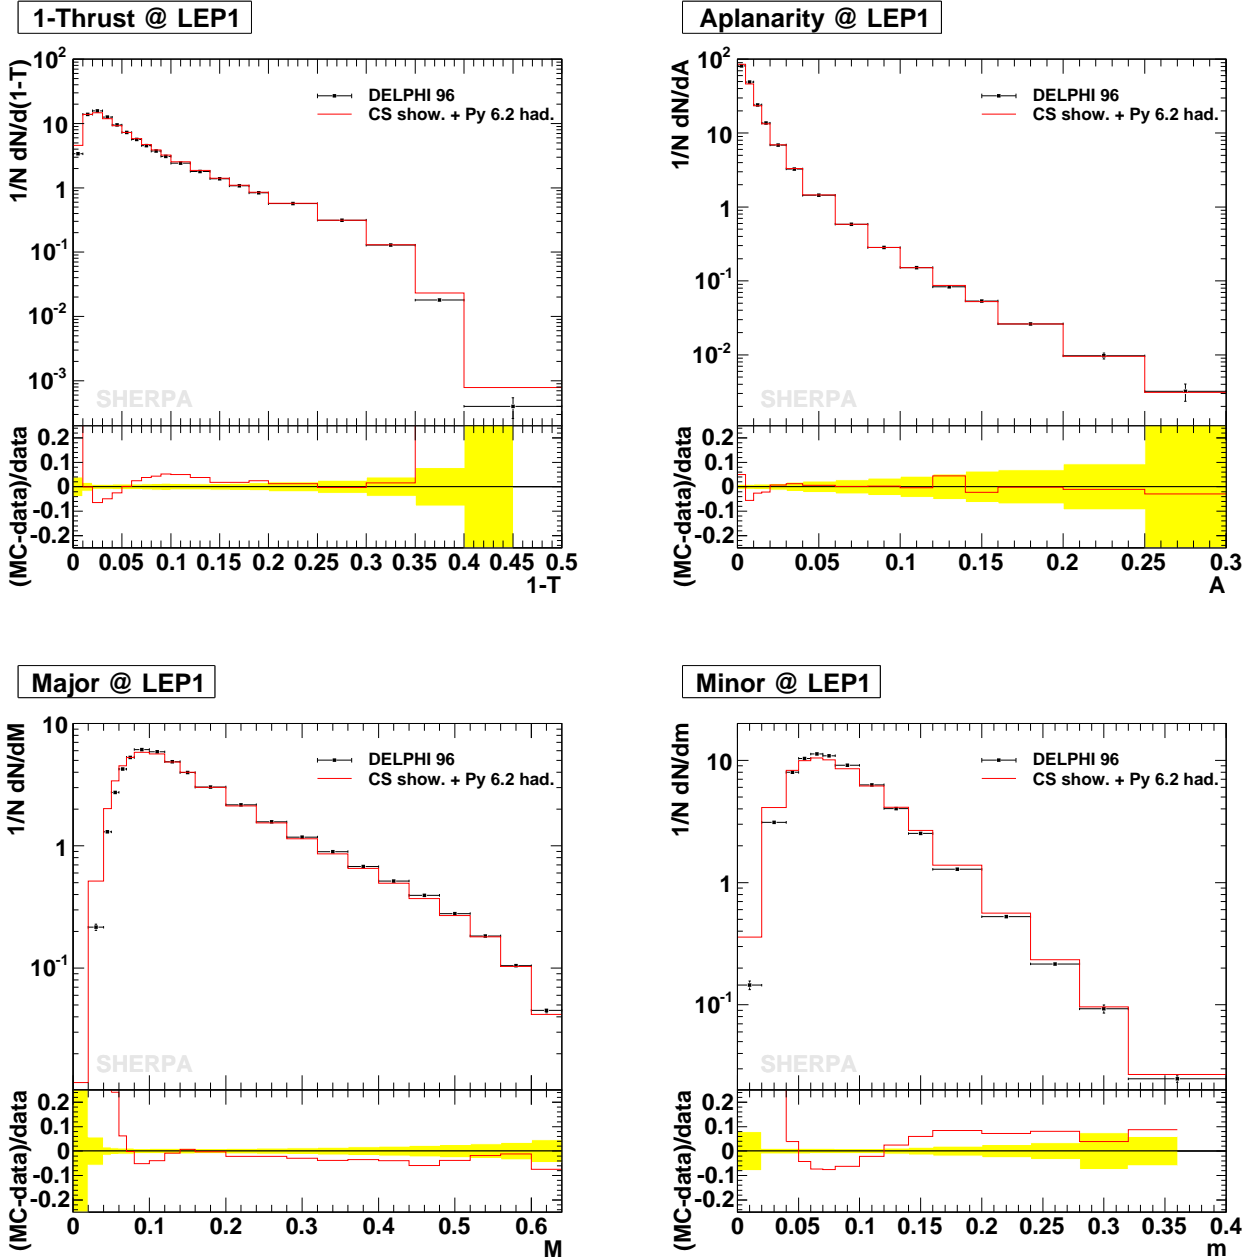 1-Thrust @ LEP1
1/N dN/d(1-T)
10^2
10
1
10^-1
10^-2
10^-3
DELPHI 96
CS show. + Py 6.2 had.
SHERPA
(MC-data)/data
0.2
0.1
0
-0.1
-0.2
0 0.05 0.1 0.15 0.2 0.25 0.3 0.35 0.4 0.45 0.5
1-T
Aplanarity @ LEP1
1/N dN/dA
10^2
10
1
10^-1
10^-2
DELPHI 96
CS show. + Py 6.2 had.
SHERPA
(MC-data)/data
0.2
0.1
0
-0.1
-0.2
0 0.05 0.1 0.15 0.2 0.25 0.3
A
Major @ LEP1
1/N dN/dM
10
1
10^-1
DELPHI 96
CS show. + Py 6.2 had.
SHERPA
(MC-data)/data
0.2
0.1
0
-0.1
-0.2
0 0.1 0.2 0.3 0.4 0.5 0.6
M
Minor @ LEP1
1/N dN/dm
10
1
10^-1
DELPHI 96
CS show. + Py 6.2 had.
SHERPA
(MC-data)/data
0.2
0.1
0
-0.1
-0.2
0 0.05 0.1 0.15 0.2 0.25 0.3 0.35 0.4
m